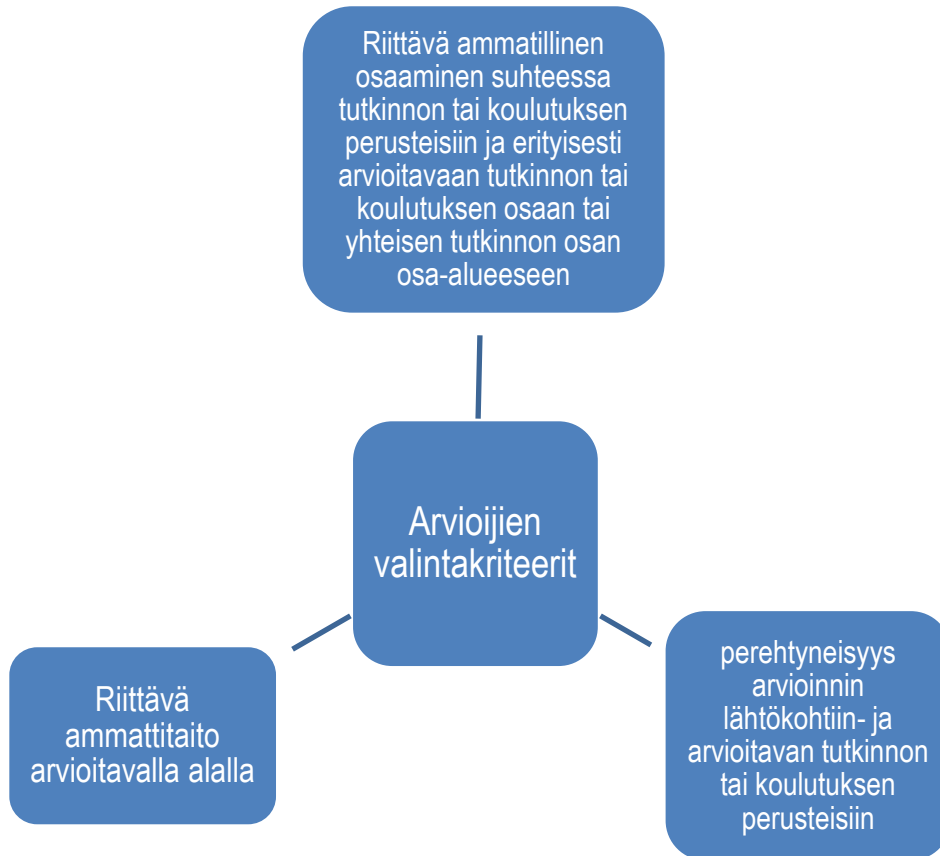 Riittävä ammatillinen
osaaminen suhteessa
tutkinnon tai koulutuksen
perusteisiin ja erityisesti
arvioitavaan tutkinnon tai
koulutuksen osaan tai
yhteisen tutkinnon osan
osa-alueeseen
Arvioijien
valintakriteerit
Riittävä
ammattitaito
arvioitavalla alalla
perehtyneisyys
arvioinnin
lähtökohtiin- ja
arvioitavan tutkinnon
tai koulutuksen
perusteisiin